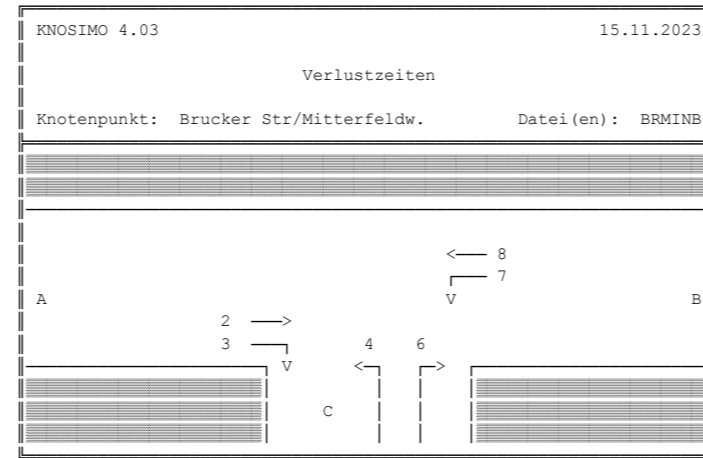 KNOSIMO 4.03 15.11.2023
Verlustzeiten
Knotenpunkt: Brucker Str/Mitterfeldw. Datei(en): BRMINB
<─── 8
┌─── 7
A V B
2 ───>
3 ───┐ 4 6
V <─┐ ┌─>
C